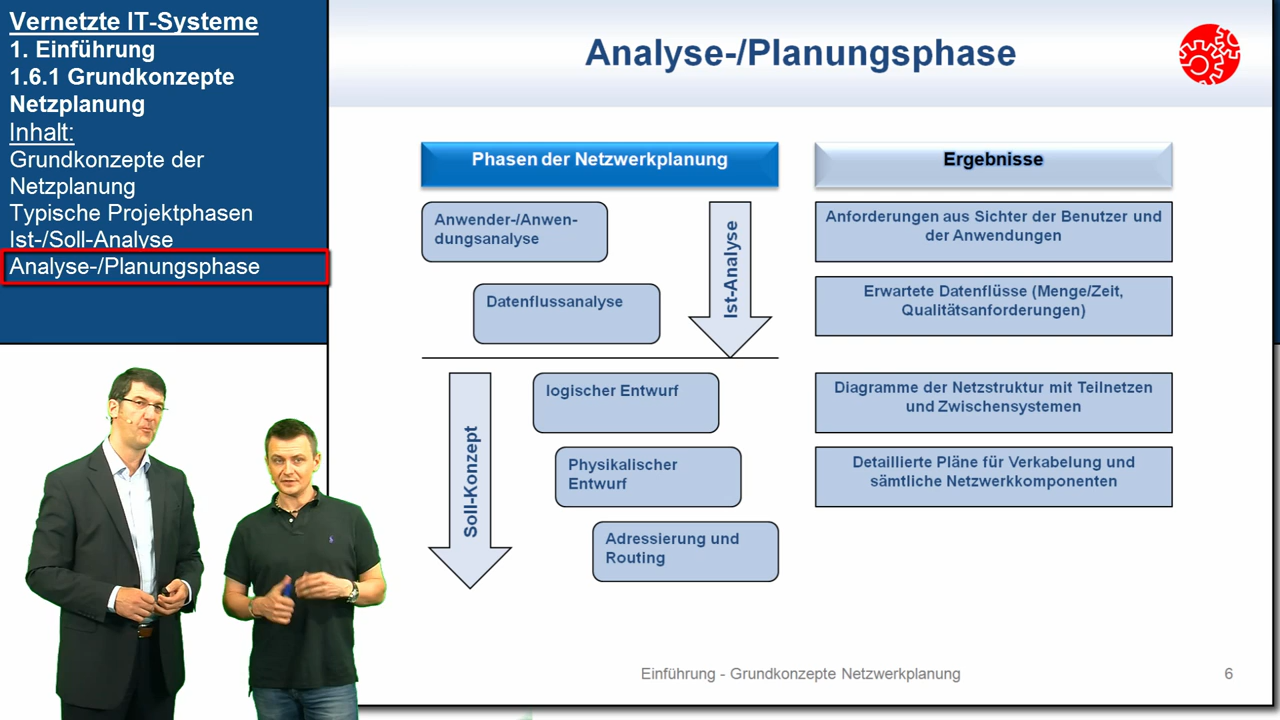 Vernetzte IT-Systeme
1. Einführung
1.6.1 Grundkonzepte
Netzplanung
Inhalt:
Grundkonzepte der
Netzplanung
Typische Projektphasen
Ist-/Soll-Analyse
Analyse-/Planungsphase
Analyse-/Planungsphase
Phasen der Netzwerkplanung
Ergebnisse
Anwender-/Anwen-
dungsanalyse
Ist-Analyse
Anforderungen aus Sichter der Benutzer und
der Anwendungen
Datenflussanalyse
Erwartete Datenflüsse (Menge/Zeit,
Qualitätsanforderungen)
Soll-Konzept
logischer Entwurf
Diagramme der Netzstruktur mit Teilnetzen
und Zwischensystemen
Physikalischer
Entwurf
Detaillierte Pläne für Verkabelung und
sämtliche Netzwerkkomponenten
Adressierung und
Routing
Einführung - Grundkonzepte Netzwerkplanung
6